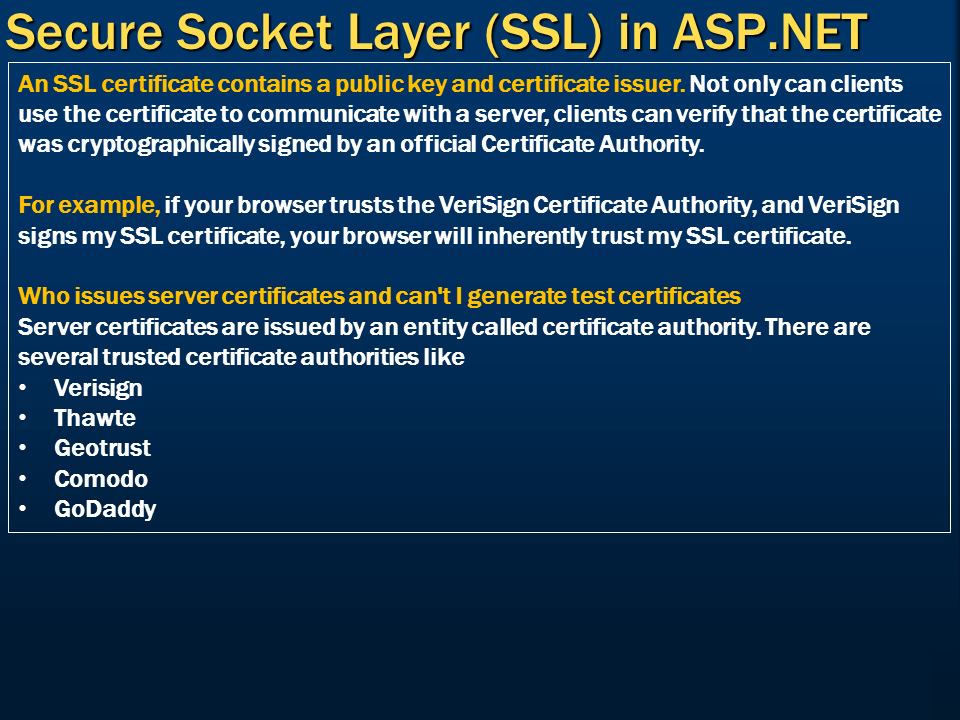 Secure Socket Layer (SSL) in ASP.NET
An SSL certificate contains a public key and certificate issuer. Not only can clients
use the certificate to communicate with a server, clients can verify that the certificate
was cryptographically signed by an official Certificate Authority.
For example, if your browser trusts the VeriSign Certificate Authority, and VeriSign
signs my SSL certificate, your browser will inherently trust my SSL certificate.
Who issues server certificates and can't I generate test certificates
Server certificates are issued by an entity called certificate authority. There are
several trusted certificate authorities like
• Verisign
• Thawte
• Geotrust
• Comodo
• GoDaddy